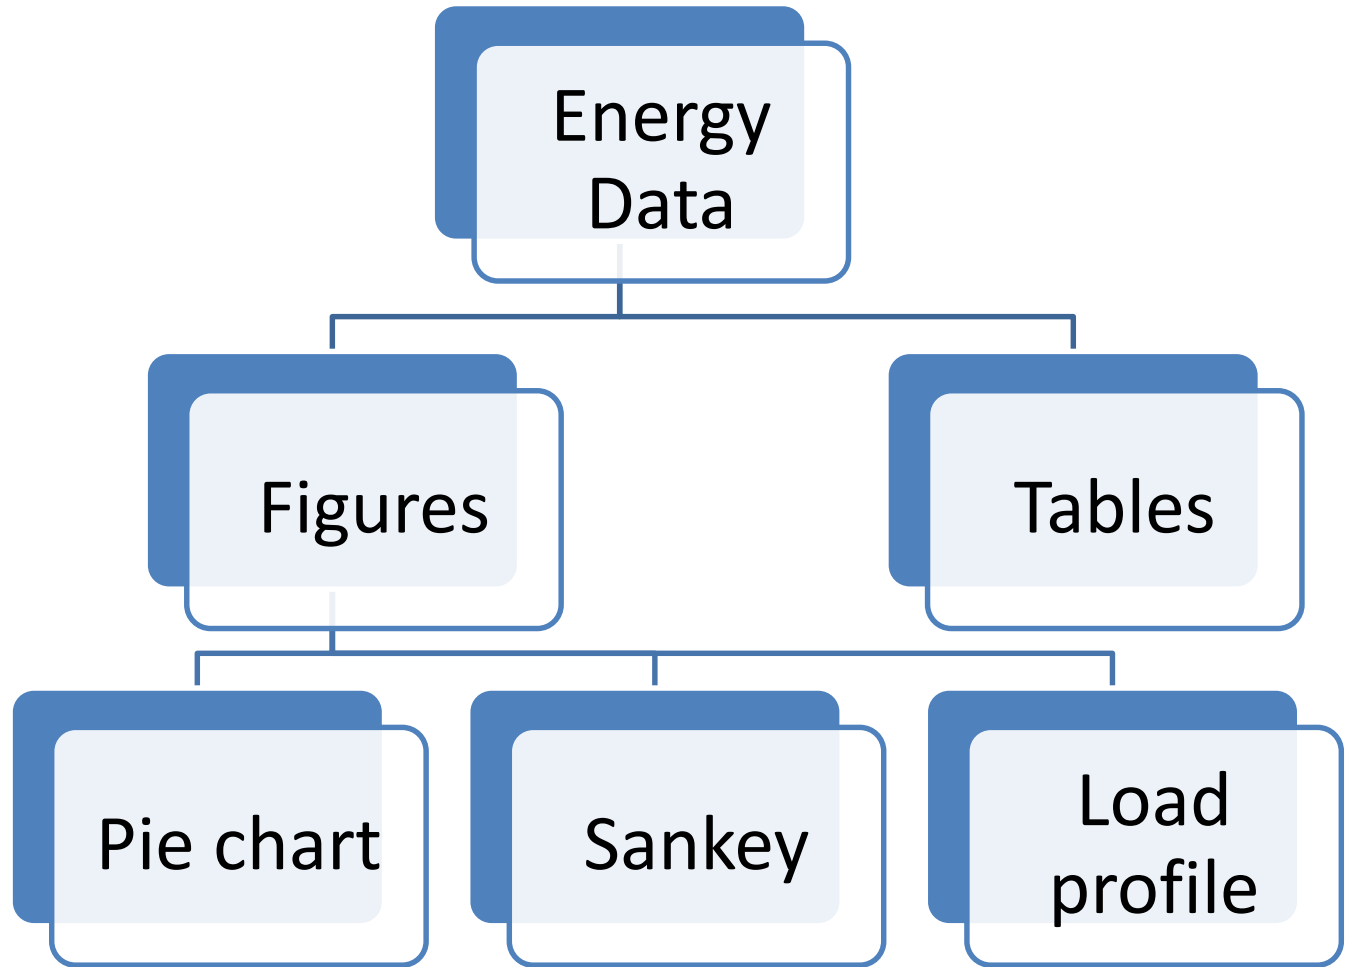 Energy
Data
Figures
Tables
Pie chart
Sankey
Load
profile